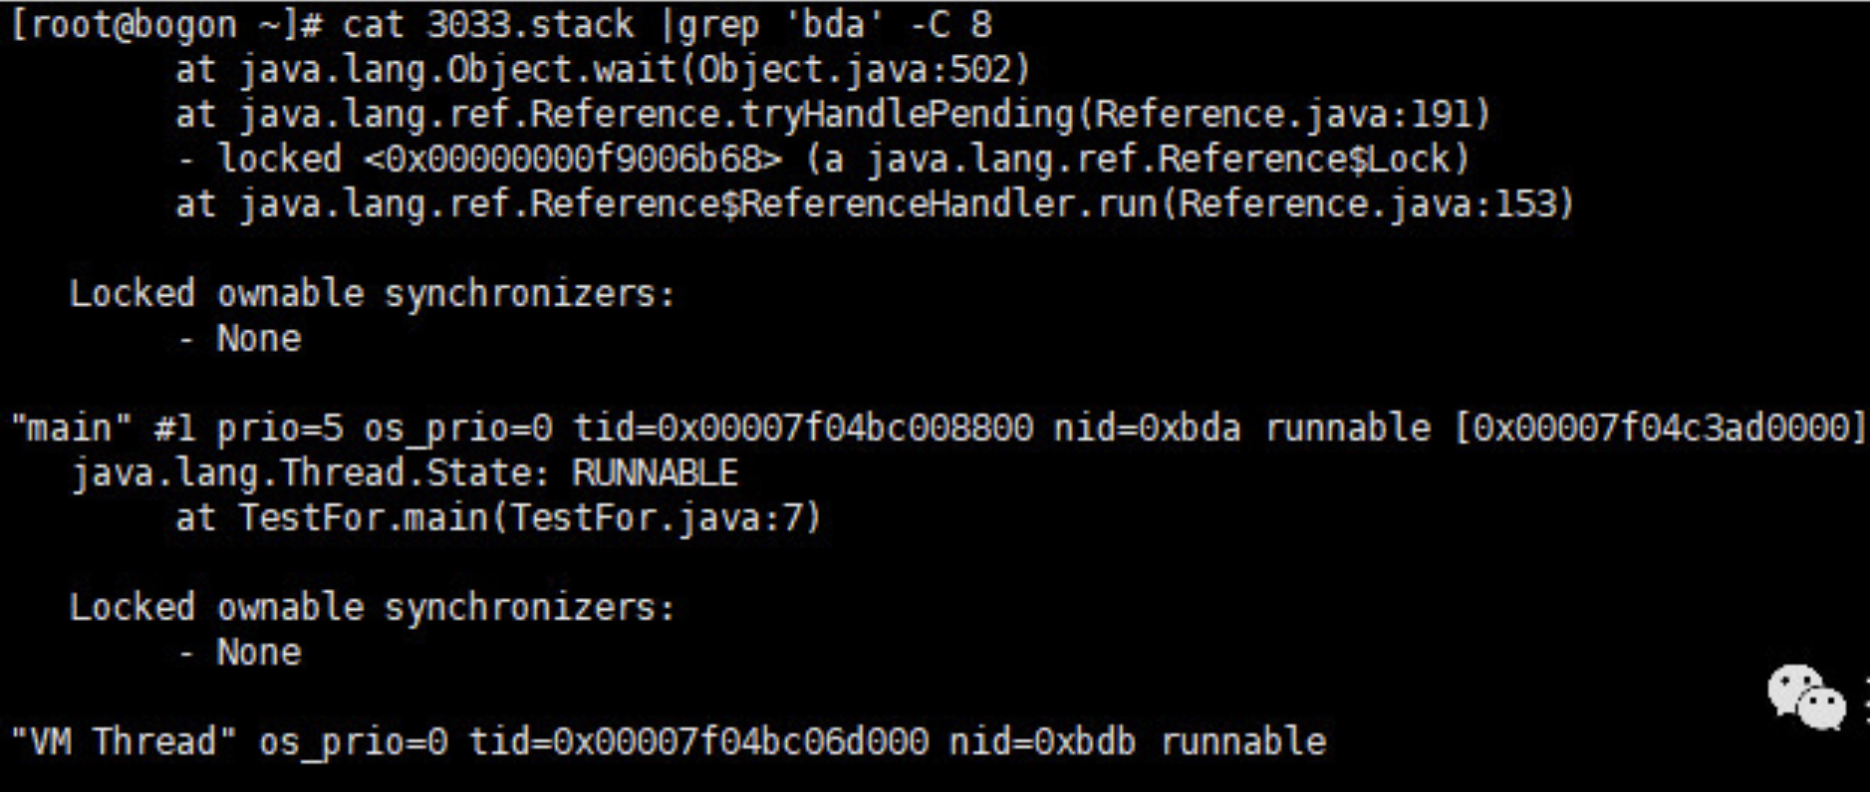 [root@bogon ~]# cat 3033.stack |grep 'bda' -C 8
at java.lang.Object.wait(Object.java:502)
at java.lang.ref.Reference.tryHandlePending(Reference.java:191)
- locked <0x00000000f9006b68> (a java.lang.ref.Reference$Lock)
at java.lang.ref.Reference$ReferenceHandler.run(Reference.java:153)
Locked ownable synchronizers:
- None
"main" #1 prio=5 os_prio=0 tid=0x00007f04bc008800 nid=0xbda runnable [0x00007f04c3ad0000]
java.lang.Thread.State: RUNNABLE
at TestFor.main(TestFor.java:7)
Locked ownable synchronizers:
- None
"VM Thread" os_prio=0 tid=0x00007f04bc06d000 nid=0xbdb runnable